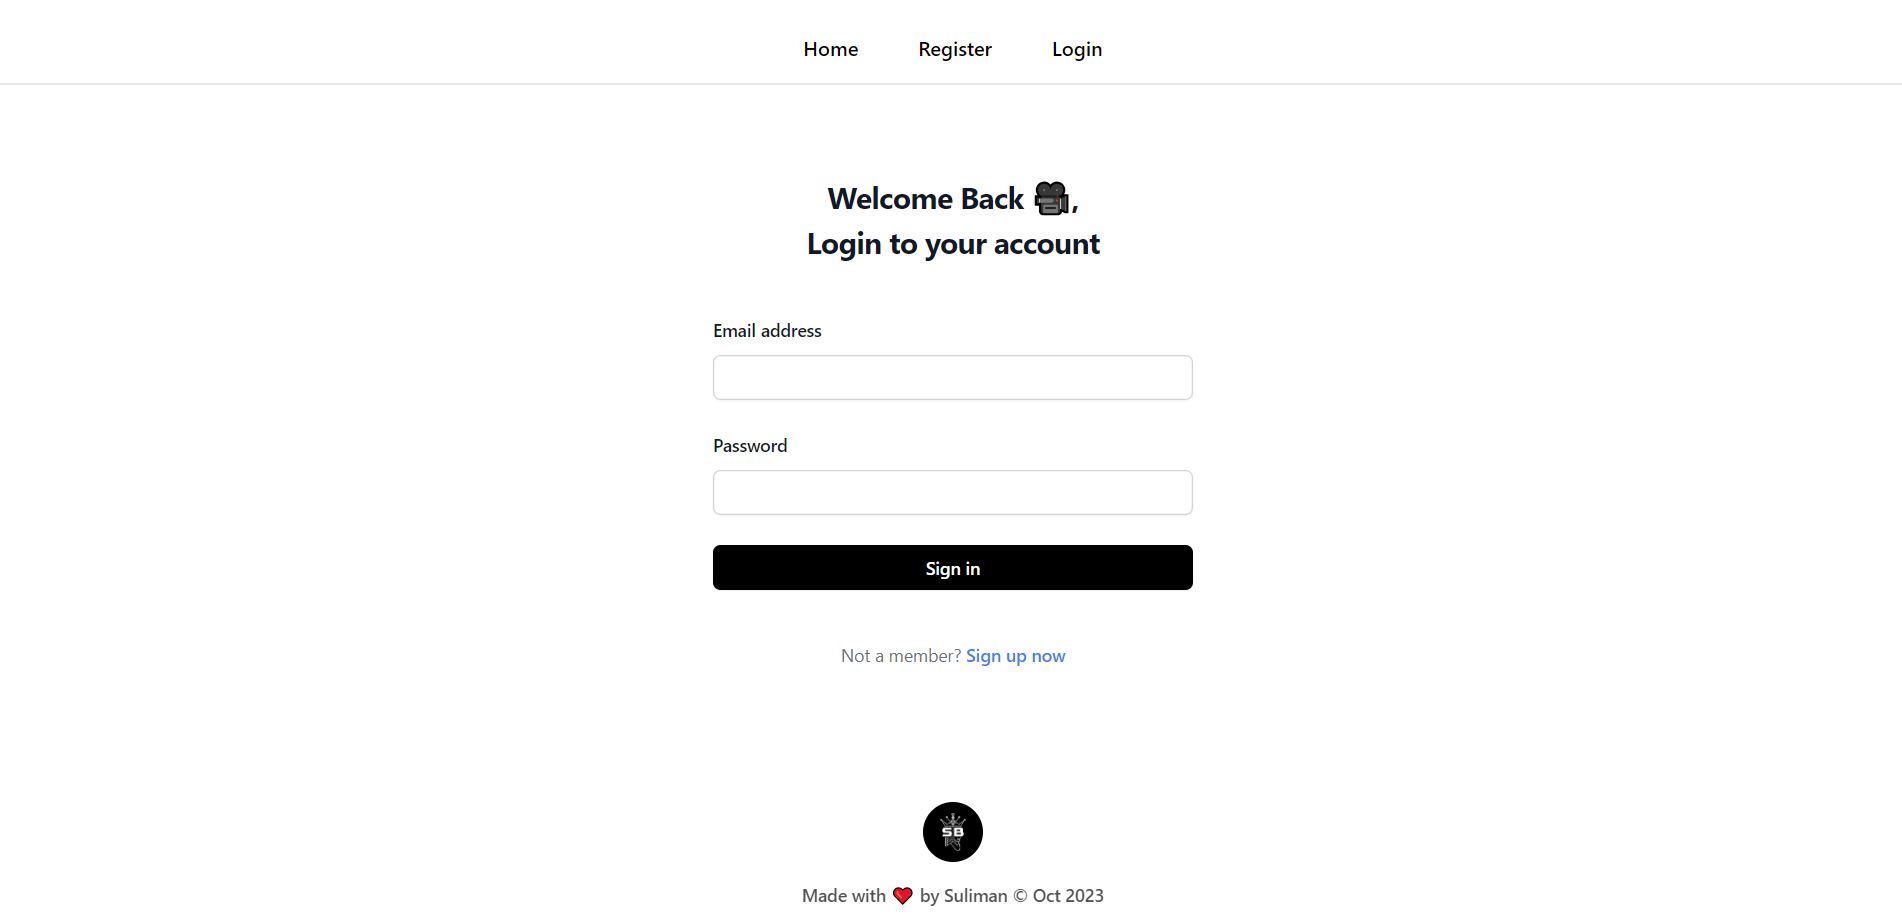 Home Register Login
Welcome Back 🎥,
Login to your account
Email address
Password
Sign in
Not a member? Sign up now
SB
Made with ❤️ by Suliman © Oct 2023